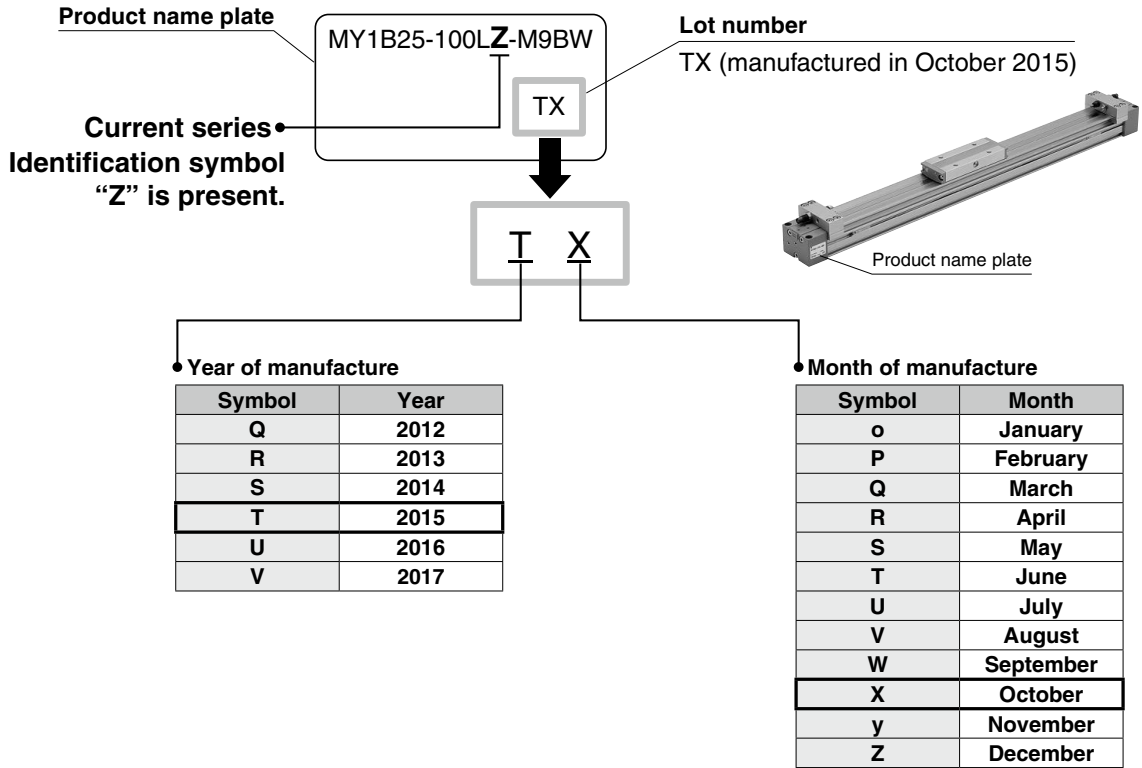 Product name plate
MY1B25-100LZ-M9BW
TX
Lot number
TX (manufactured in October 2015)
Current series
Identification symbol
“Z” is present.
Product name plate
T X
Year of manufacture
Symbol Year
Q 2012
R 2013
S 2014
T 2015
U 2016
V 2017
Month of manufacture
Symbol Month
o January
P February
Q March
R April
S May
T June
U July
V August
W September
X October
y November
Z December